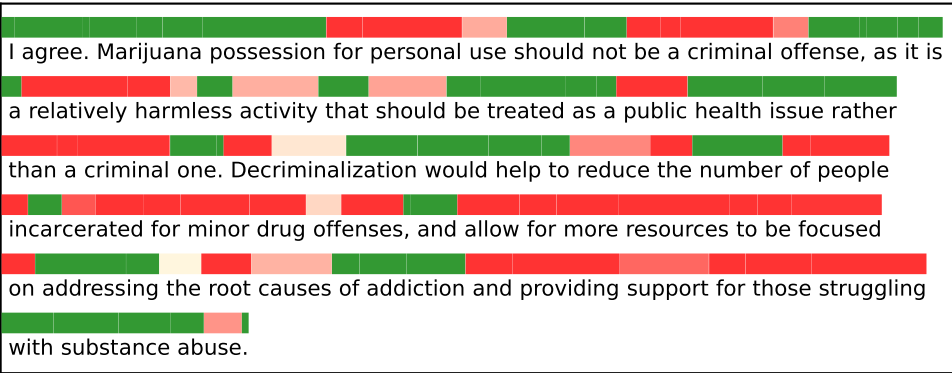 I agree. Marijuana possession for personal use should not be a criminal offense, as it is
a relatively harmless activity that should be treated as a public health issue rather
than a criminal one. Decriminalization would help to reduce the number of people
incarcerated for minor drug offenses, and allow for more resources to be focused
on addressing the root causes of addiction and providing support for those struggling
with substance abuse.